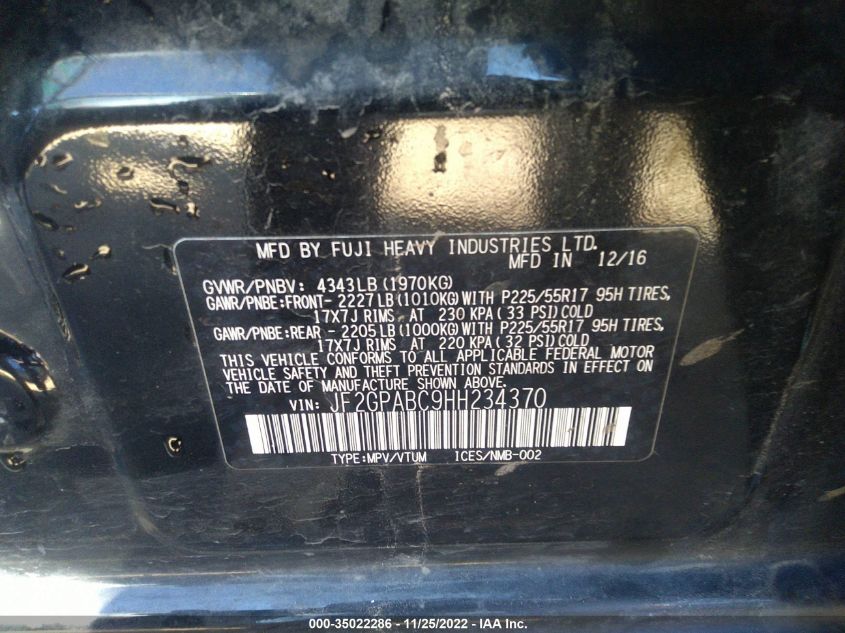 MFD BY FUJI HEAVY INDUSTRIES LTD.
MFD IN 12/16
GVWR/PNBV: 4343LB(1970KG)
GAWR/PNBE:FRONT- 2227LB(1010KG)WITH P225/55R17 95H TIRES,
17X7J RIMS AT 230 KPA(33 PSI)COLD
GAWR/PNBE:REAR - 2205LB(1000KG)WITH P225/55R17 95H TIRES,
17X7J RIMS AT 220 KPA(32 PSI)COLD
THIS VEHICLE CONFORMS TO ALL APPLICABLE FEDERAL MOTOR
VEHICLE SAFETY AND THEFT PREVENTION STANDARDS IN EFFECT ON
THE DATE OF MANUFACTURE SHOWN ABOVE.
VIN: JF2GPABC9HH234370
TYPE:MPV/VTUM ICES/NMB-002
000-35022286 - 11/25/2022 - IAA Inc.